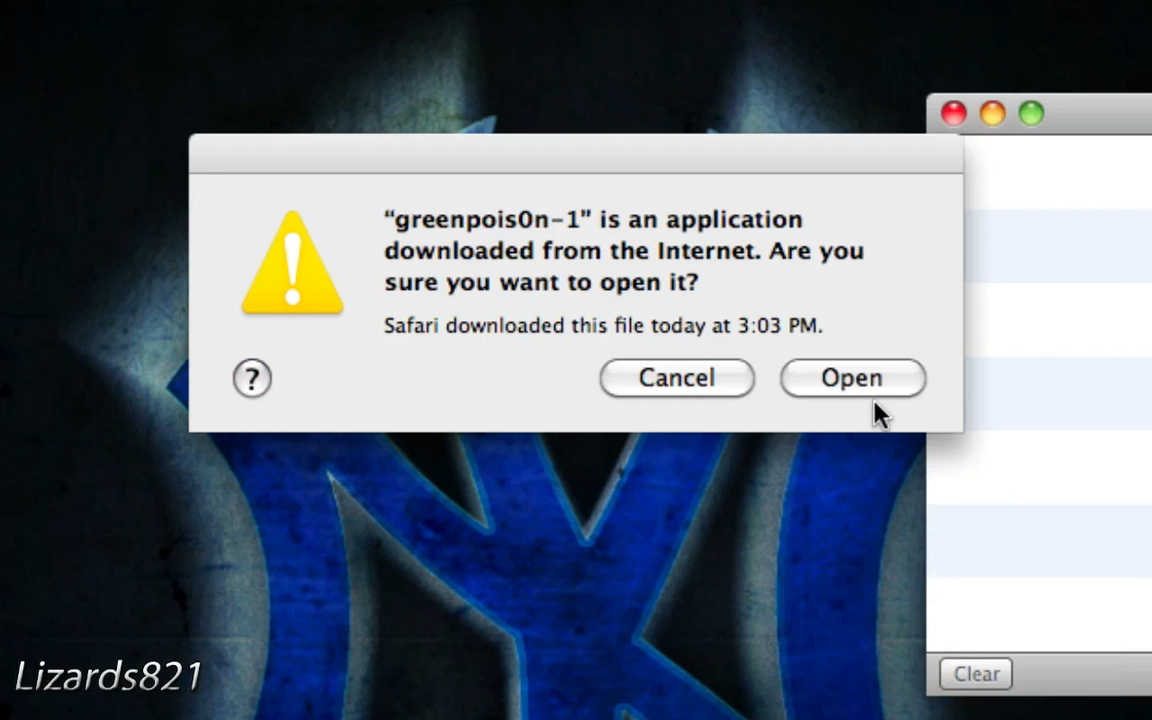 “greenpois0n-1” is an application
downloaded from the Internet. Are you
sure you want to open it?
Safari downloaded this file today at 3:03 PM.
?
Cancel
Open
Clear
Lizards821